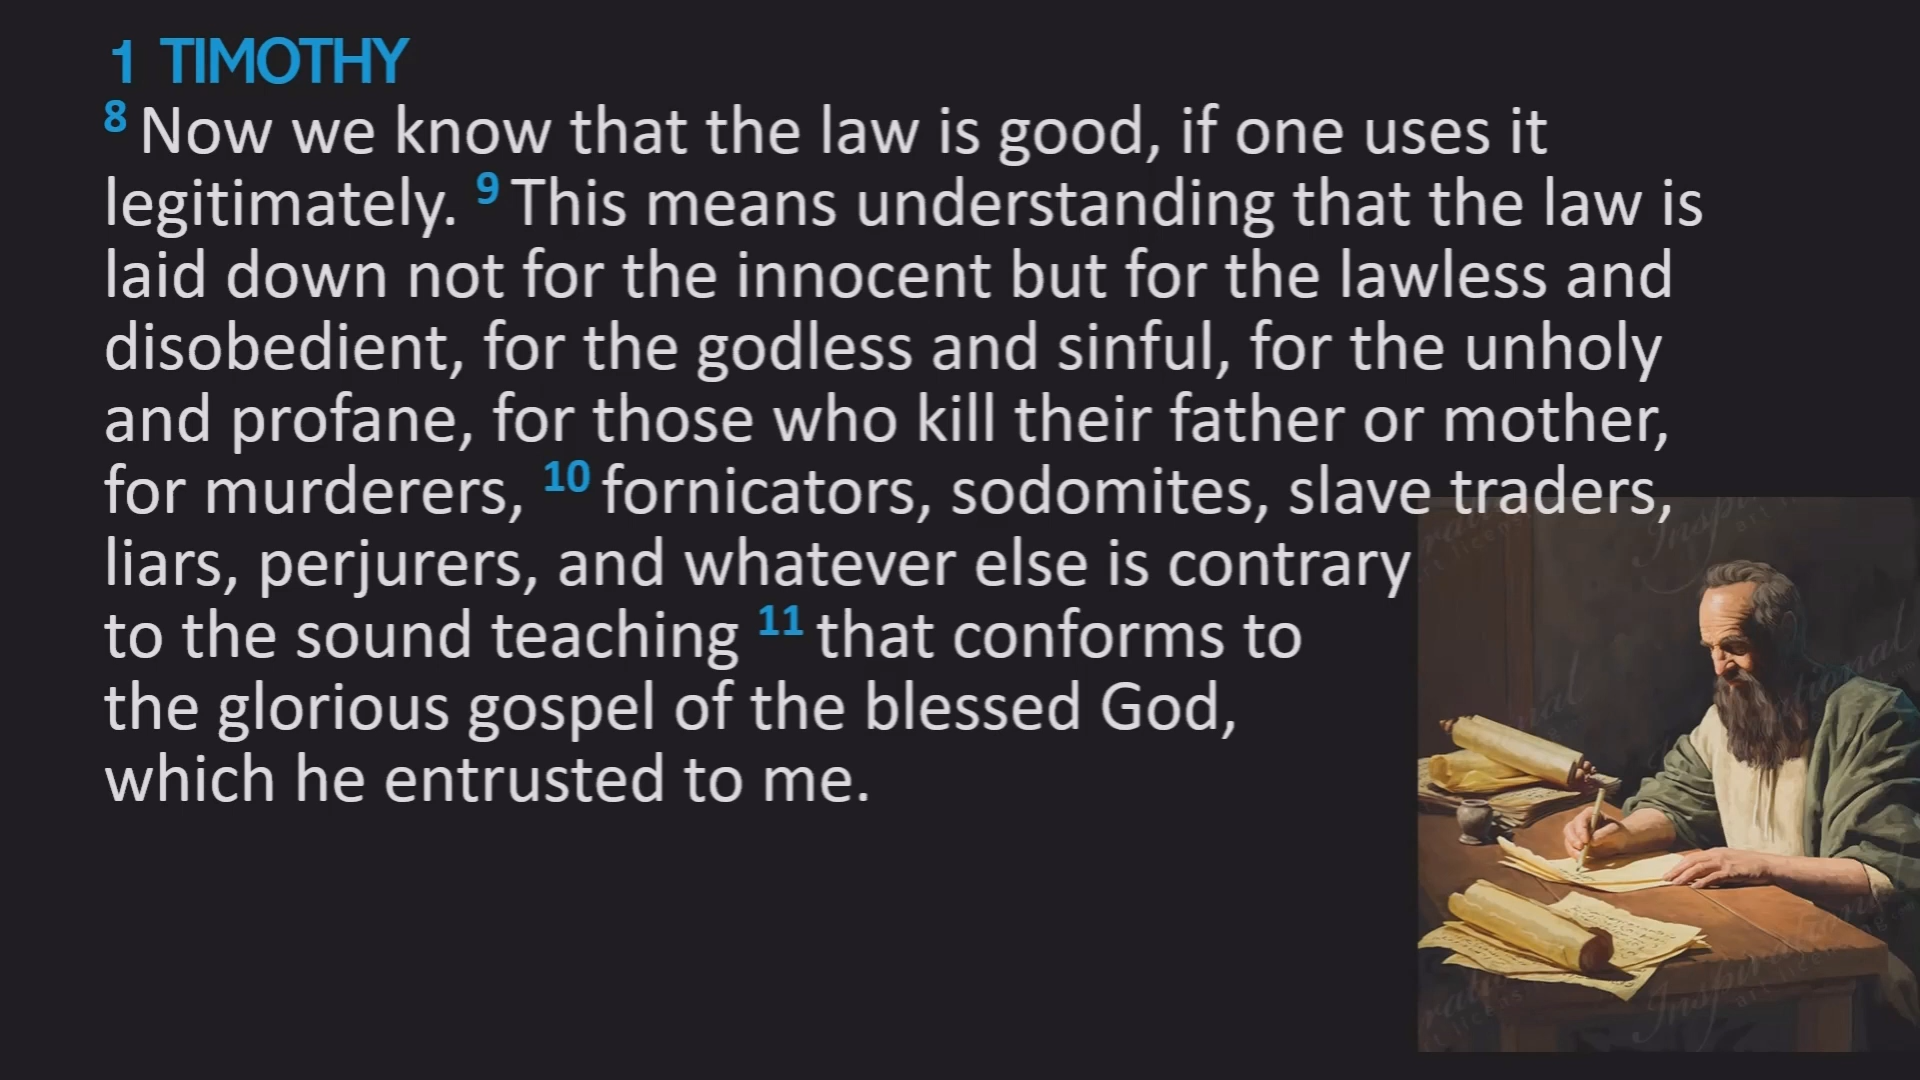 1 TIMOTHY
8 Now we know that the law is good, if one uses it
legitimately. 9 This means understanding that the law is
laid down not for the innocent but for the lawless and
disobedient, for the godless and sinful, for the unholy
and profane, for those who kill their father or mother,
for murderers, 10 fornicators, sodomites, slave traders,
liars, perjurers, and whatever else is contrary
to the sound teaching 11 that conforms to
the glorious gospel of the blessed God,
which he entrusted to me.